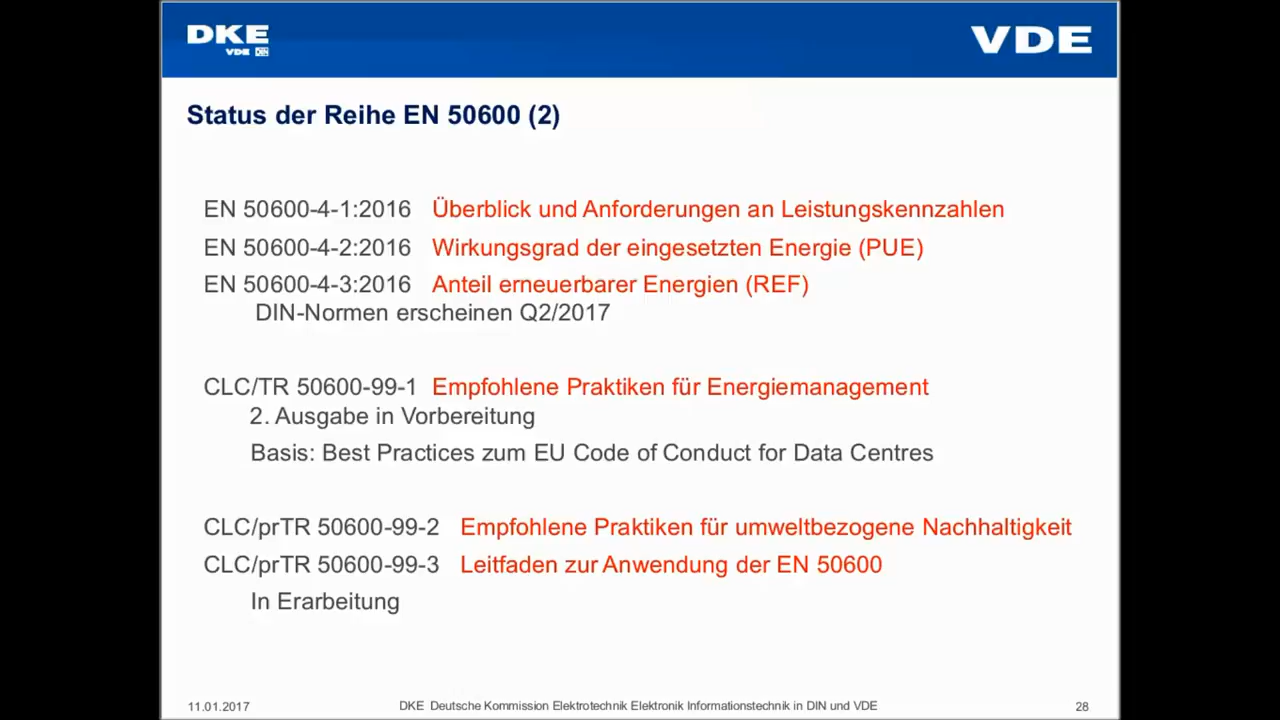 DKE
VDE DIN
VDE
Status der Reihe EN 50600 (2)
EN 50600-4-1:2016 Überblick und Anforderungen an Leistungskennzahlen
EN 50600-4-2:2016 Wirkungsgrad der eingesetzten Energie (PUE)
EN 50600-4-3:2016 Anteil erneuerbarer Energien (REF)
DIN-Normen erscheinen Q2/2017
CLC/TR 50600-99-1 Empfohlene Praktiken für Energiemanagement
2. Ausgabe in Vorbereitung
Basis: Best Practices zum EU Code of Conduct for Data Centres
CLC/prTR 50600-99-2 Empfohlene Praktiken für umweltbezogene Nachhaltigkeit
CLC/prTR 50600-99-3 Leitfaden zur Anwendung der EN 50600
In Erarbeitung
11.01.2017 DKE Deutsche Kommission Elektrotechnik Elektronik Informationstechnik in DIN und VDE 28